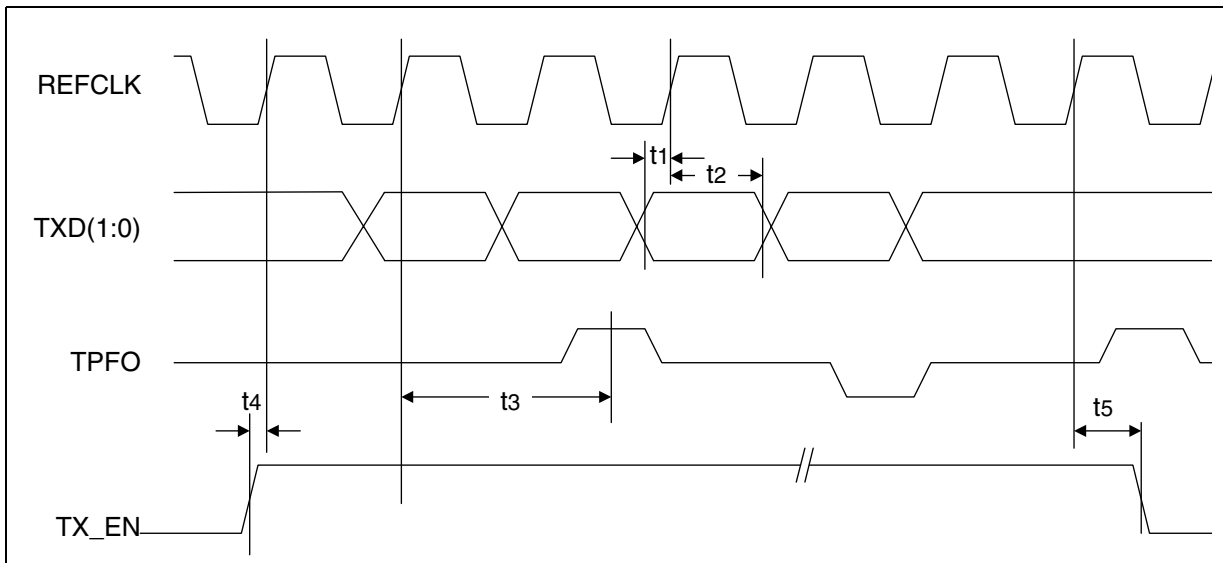 REFCLK
t1
t2
TXD(1:0)
TPFO
t4
t3
t5
TX_EN